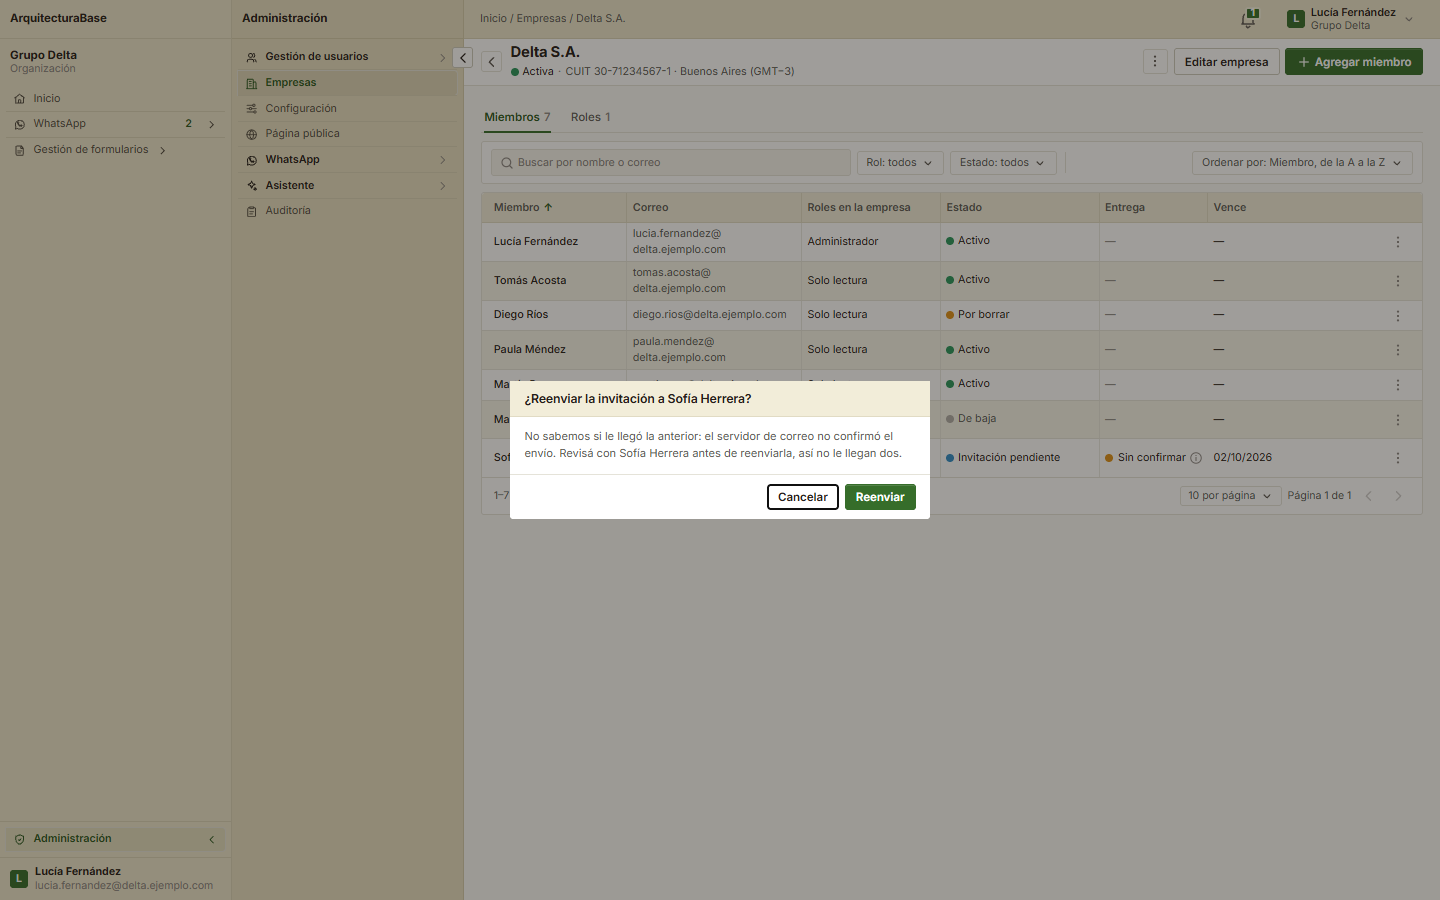 ArquitecturaBase
Grupo Delta
Organización
Inicio
WhatsApp 2
Gestión de formularios
Administración
L Lucía Fernández
lucia.fernandez@delta.ejemplo.com
Administración
Gestión de usuarios
Empresas
Configuración
Página pública
WhatsApp
Asistente
Auditoría
Inicio / Empresas / Delta S.A.
1
L Lucía Fernández
Grupo Delta
Delta S.A.
Activa · CUIT 30-71234567-1 · Buenos Aires (GMT-3)
Editar empresa
Agregar miembro
Miembros 7 Roles 1
Buscar por nombre o correo Rol: todos Estado: todos Ordenar por: Miembro, de la A a la Z
Miembro Correo Roles en la empresa Estado Entrega Vence
Lucía Fernández lucia.fernandez@ Administrador Activo — —
delta.ejemplo.com
Tomás Acosta tomas.acosta@ Solo lectura Activo — —
delta.ejemplo.com
Diego Ríos diego.rios@delta.ejemplo.com Solo lectura Por borrar — —
Paula Méndez paula.mendez@ Solo lectura Activo — —
delta.ejemplo.com
Activo — —
De baja — —
Invitación pendiente Sin confirmar 02/10/2026
1–7 10 por página Página 1 de 1
¿Reenviar la invitación a Sofía Herrera?
No sabemos si le llegó la anterior: el servidor de correo no confirmó el
envío. Revisá con Sofía Herrera antes de reenviarla, así no le llegan dos.
Cancelar Reenviar